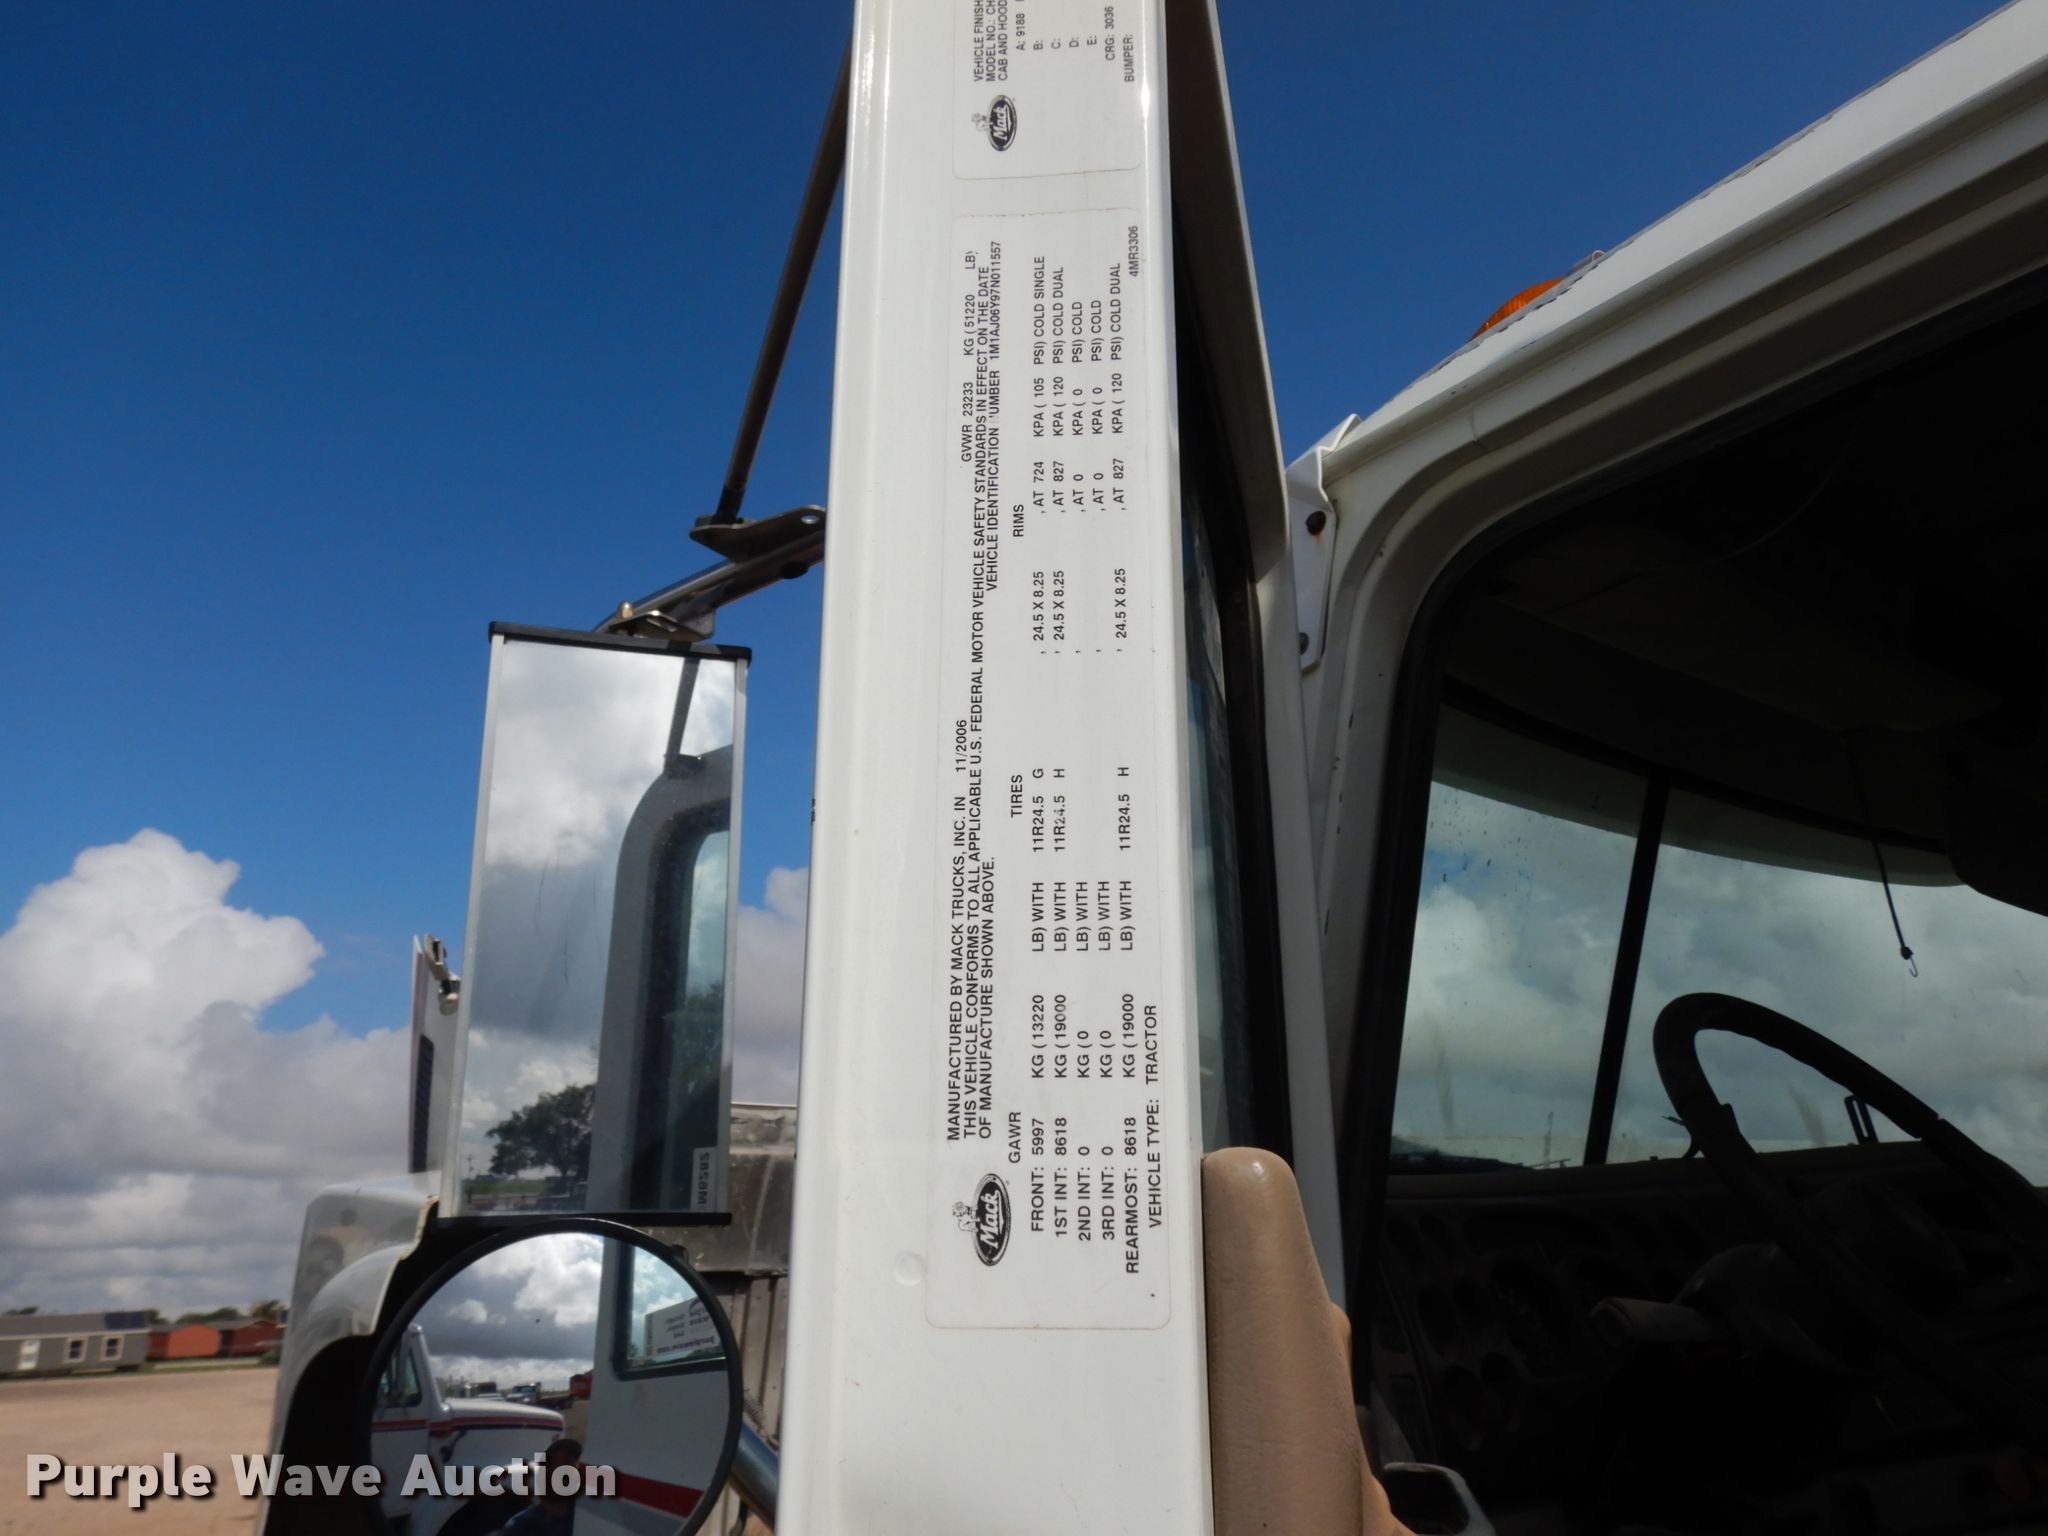 VEHICLE FINISH
MODEL NO.: CH
CAB AND HOOD
A: 9188
B:
C:
D:
E:
CRG: 3036
BUMPER:
Mack
MANUFACTURED BY MACK TRUCKS, INC. IN 11/2006 GVWR 23233 KG ( 51220 LB)
THIS VEHICLE CONFORMS TO ALL APPLICABLE U.S. FEDERAL MOTOR VEHICLE SAFETY STANDARDS IN EFFECT ON THE DATE
OF MANUFACTURE SHOWN ABOVE. VEHICLE IDENTIFICATION NUMBER 1M1AJ06Y97N011557
Mack
GAWR TIRES RIMS
FRONT: 5997 KG ( 13220 LB) WITH 11R24.5 G , 24.5 X 8.25 , AT 724 KPA ( 105 PSI) COLD SINGLE
1ST INT: 8618 KG ( 19000 LB) WITH 11R24.5 H , 24.5 X 8.25 , AT 827 KPA ( 120 PSI) COLD DUAL
2ND INT: 0 KG ( 0 LB) WITH , , AT 0 KPA ( 0 PSI) COLD
3RD INT: 0 KG ( 0 LB) WITH , , AT 0 KPA ( 0 PSI) COLD
REARMOST: 8618 KG ( 19000 LB) WITH 11R24.5 H , 24.5 X 8.25 , AT 827 KPA ( 120 PSI) COLD DUAL
VEHICLE TYPE: TRACTOR 4MR3306
Purple Wave Auction